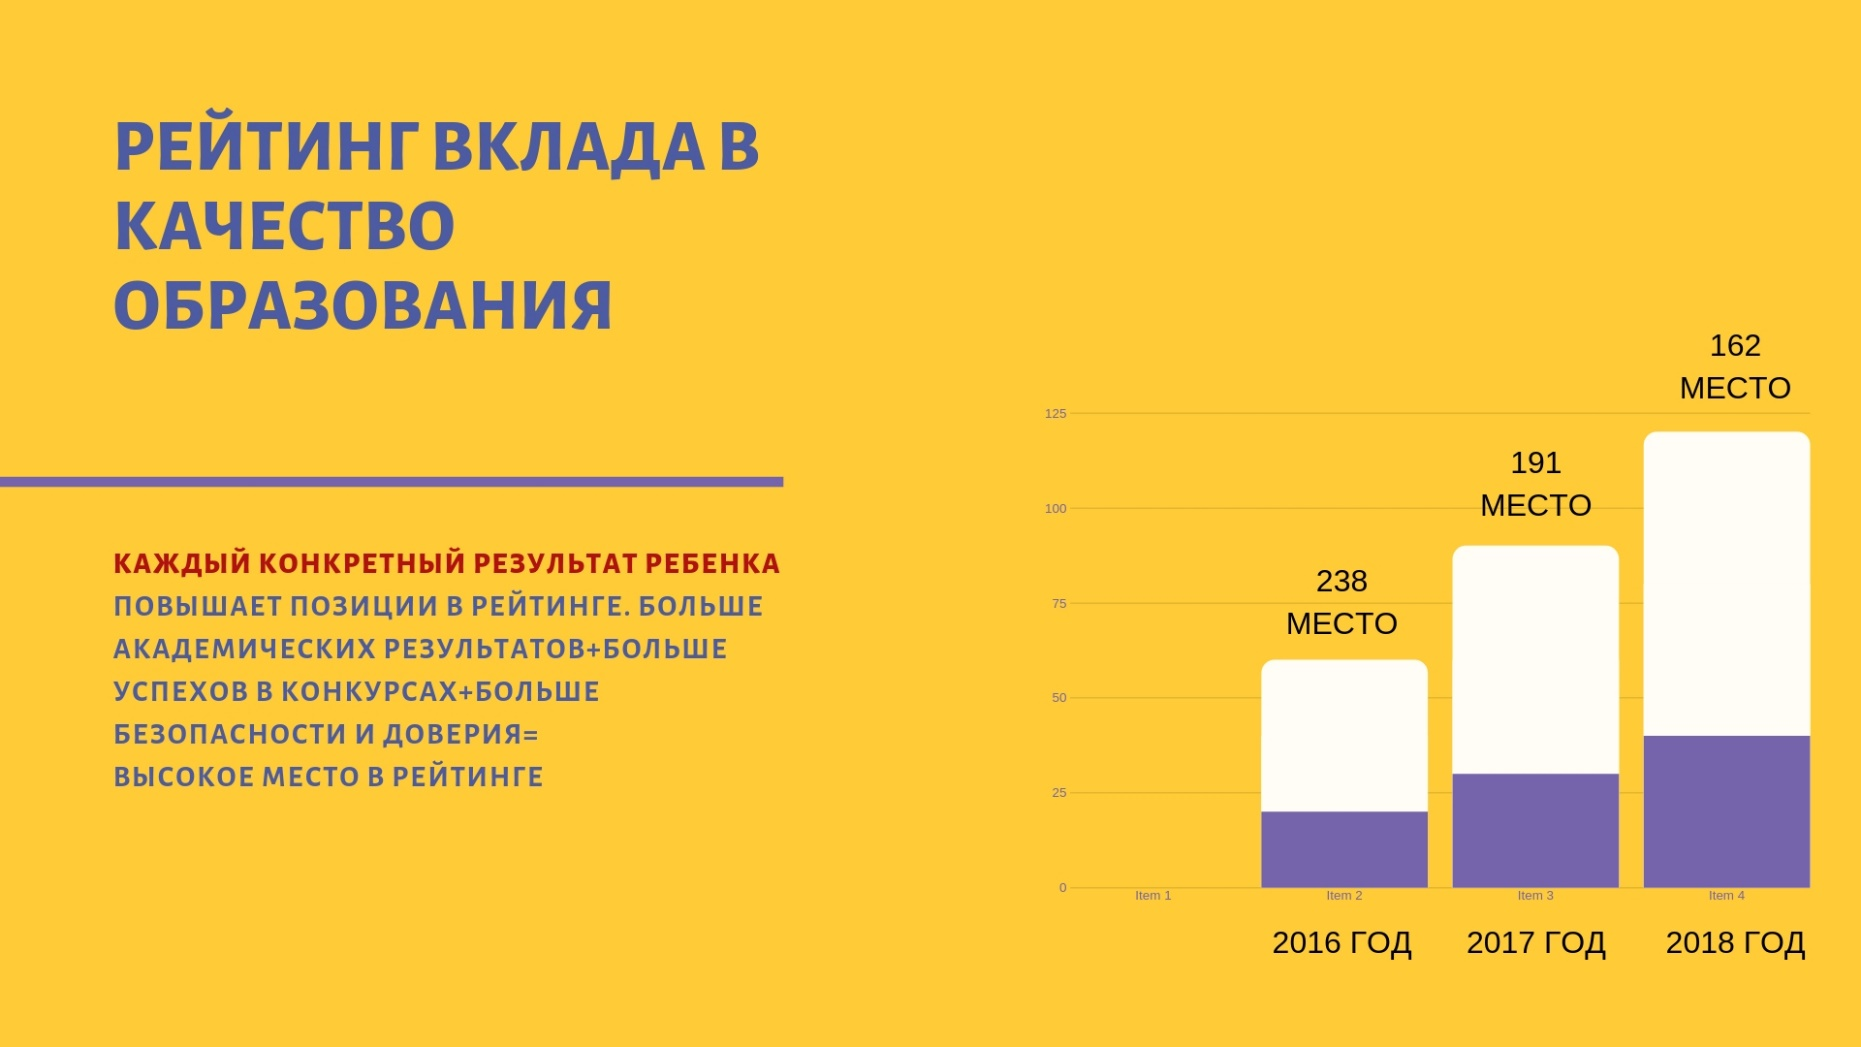 РЕЙТИНГ ВКЛАДА В
КАЧЕСТВО
ОБРАЗОВАНИЯ
КАЖДЫЙ КОНКРЕТНЫЙ РЕЗУЛЬТАТ РЕБЕНКА
ПОВЫШАЕТ ПОЗИЦИИ В РЕЙТИНГЕ. БОЛЬШЕ
АКАДЕМИЧЕСКИХ РЕЗУЛЬТАТОВ+БОЛЬШЕ
УСПЕХОВ В КОНКУРСАХ+БОЛЬШЕ
БЕЗОПАСНОСТИ И ДОВЕРИЯ=
ВЫСОКОЕ МЕСТО В РЕЙТИНГЕ
162
МЕСТО
191
МЕСТО
238
МЕСТО
125
100
75
50
25
0
Item 1
Item 2
Item 3
Item 4
2016 ГОД
2017 ГОД
2018 ГОД